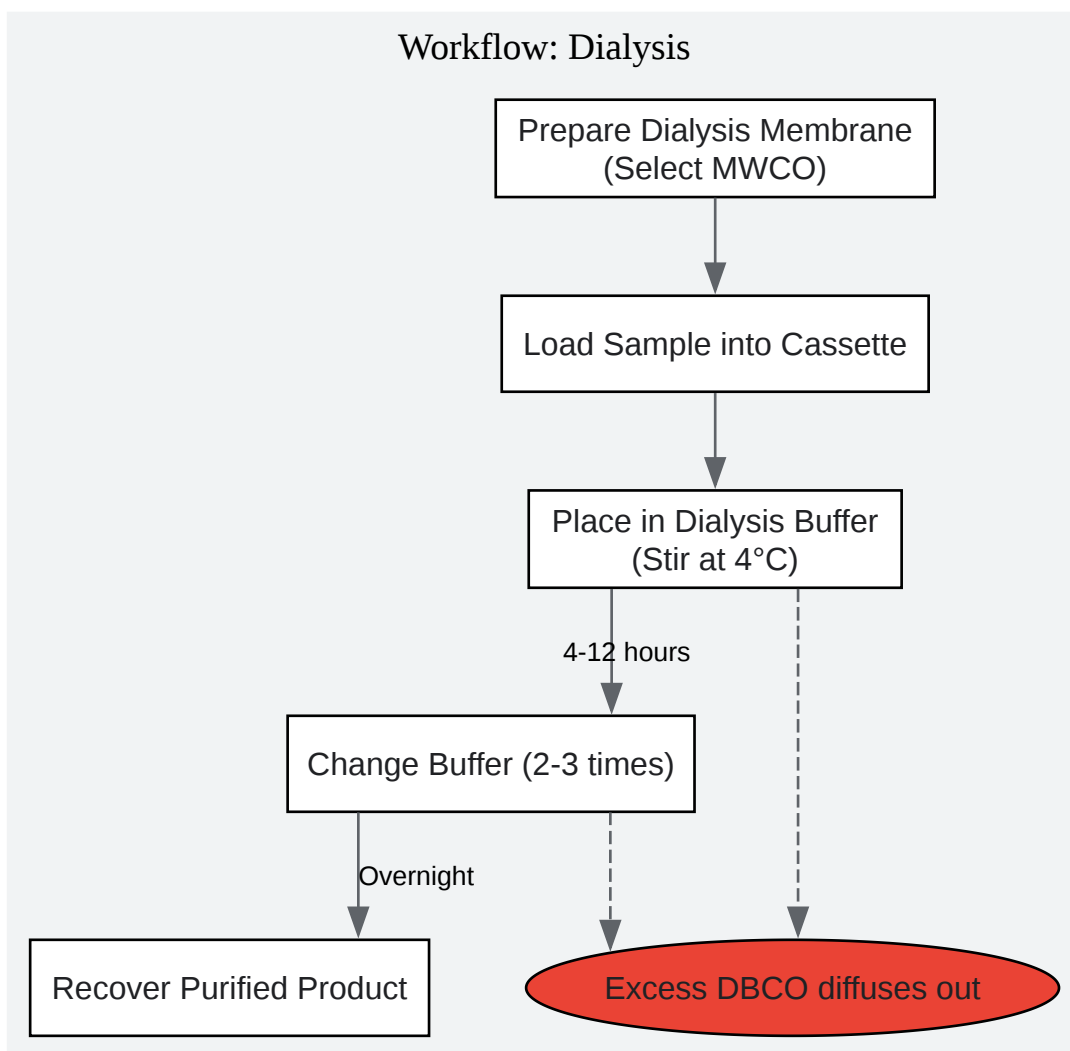 Workflow: Dialysis
Prepare Dialysis Membrane
(Select MWCO)
Load Sample into Cassette
Place in Dialysis Buffer
(Stir at 4°C)
4-12 hours
Change Buffer (2-3 times)
Overnight
Recover Purified Product
Excess DBCO diffuses out